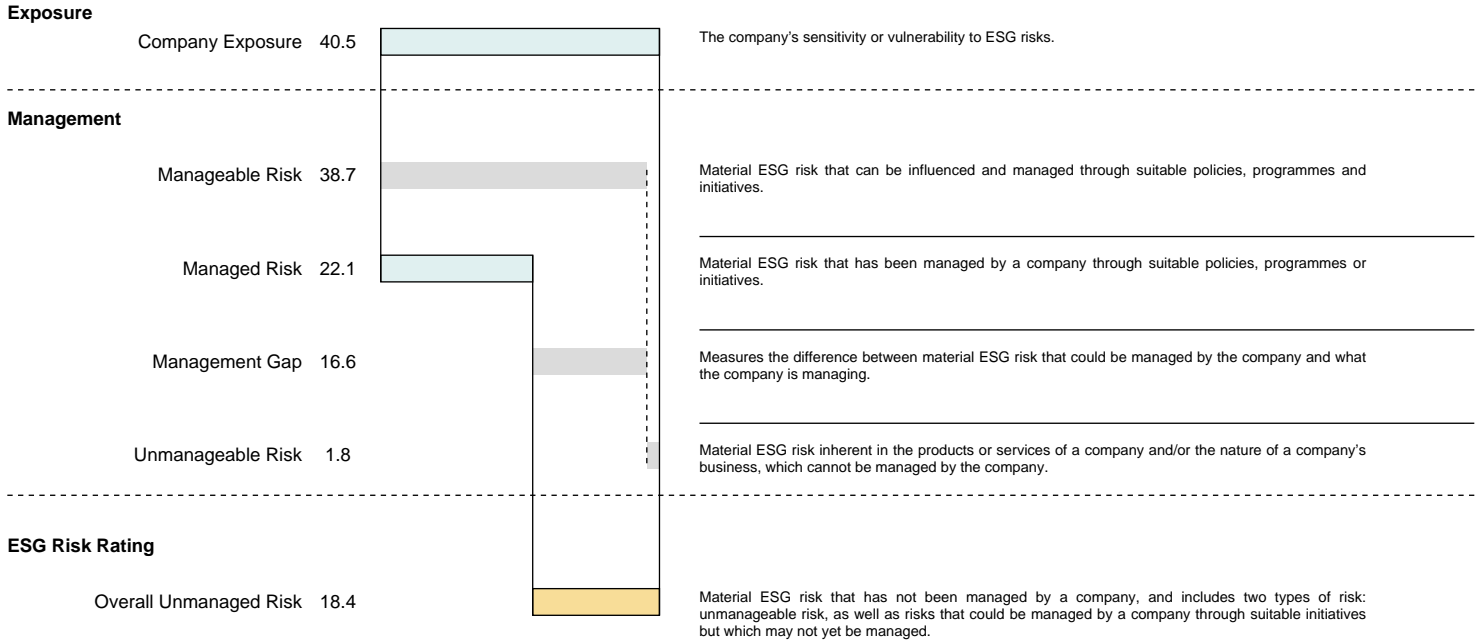 Exposure
Company Exposure 40.5
The company’s sensitivity or vulnerability to ESG risks.
Management
Manageable Risk 38.7
Material ESG risk that can be influenced and managed through suitable policies, programmes and
initiatives.
Managed Risk 22.1
Material ESG risk that has been managed by a company through suitable policies, programmes or
initiatives.
Management Gap 16.6
Measures the difference between material ESG risk that could be managed by the company and what
the company is managing.
Unmanageable Risk 1.8
Material ESG risk inherent in the products or services of a company and/or the nature of a company’s
business, which cannot be managed by the company.
ESG Risk Rating
Overall Unmanaged Risk 18.4
Material ESG risk that has not been managed by a company, and includes two types of risk:
unmanageable risk, as well as risks that could be managed by a company through suitable initiatives
but which may not yet be managed.